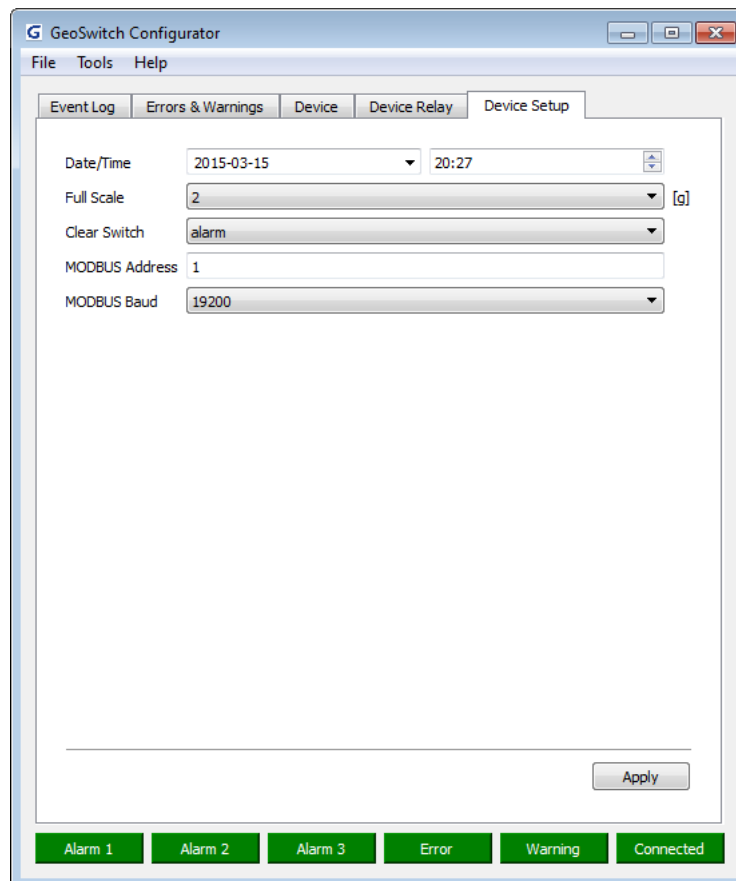 G GeoSwitch Configurator
File Tools Help
Event Log Errors & Warnings Device Device Relay Device Setup
Date/Time 2015-03-15 20:27
Full Scale 2 [g]
Clear Switch alarm
MODBUS Address 1
MODBUS Baud 19200
Apply
Alarm 1 Alarm 2 Alarm 3 Error Warning Connected